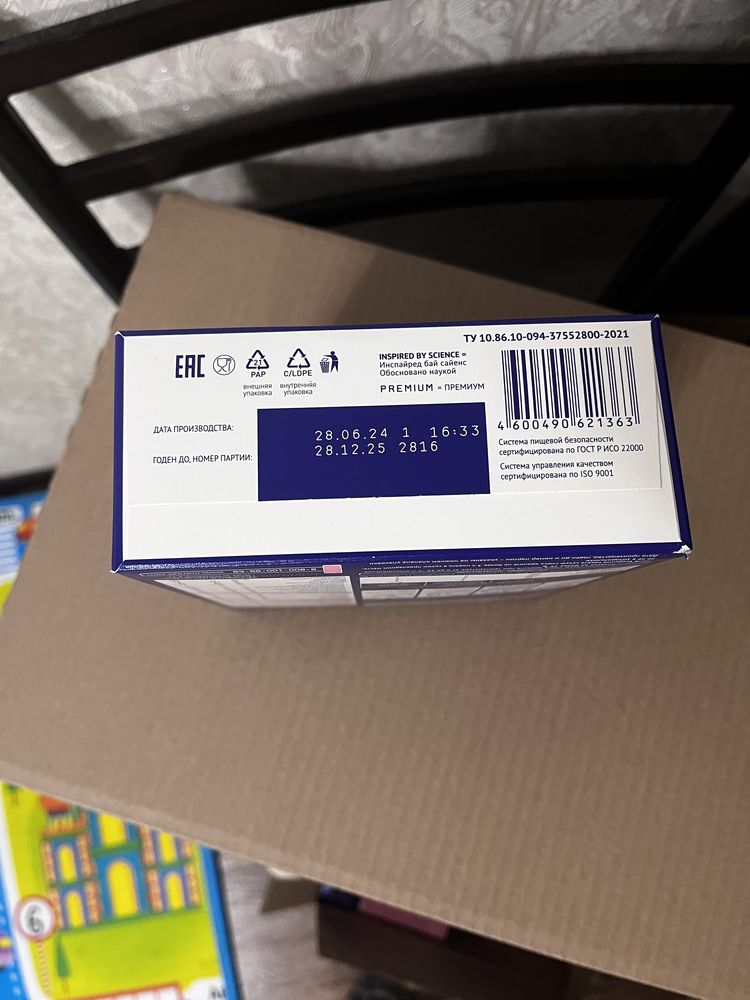 ТУ 10.86.10-094-37552800-2021
EAC
21
PAP
внешняя
упаковка
C/LDPE
внутренняя
упаковка
INSPIRED BY SCIENCE =
Инспайред бай сайенс
Обосновано наукой
PREMIUM = ПРЕМИУМ
4 600490 621363
ДАТА ПРОИЗВОДСТВА:
28.06.24 1 16:33
ГОДЕН ДО, НОМЕР ПАРТИИ:
28.12.25 2816
Система пищевой безопасности
сертифицирована по ГОСТ Р ИСО 22000
Система управления качеством
сертифицирована по ISO 9001
6